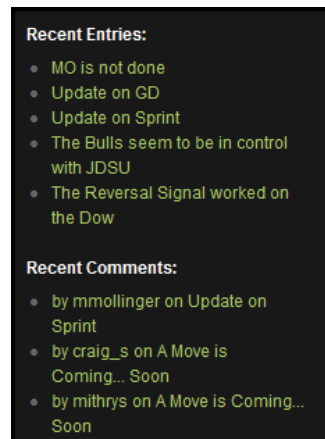 Recent Entries:
MO is not done
Update on GD
Update on Sprint
The Bulls seem to be in control
with JDSU
The Reversal Signal worked on
the Dow
Recent Comments:
by mmollinger on Update on
Sprint
by craig_s on A Move is
Coming... Soon
by mithrys on A Move is Coming...
Soon